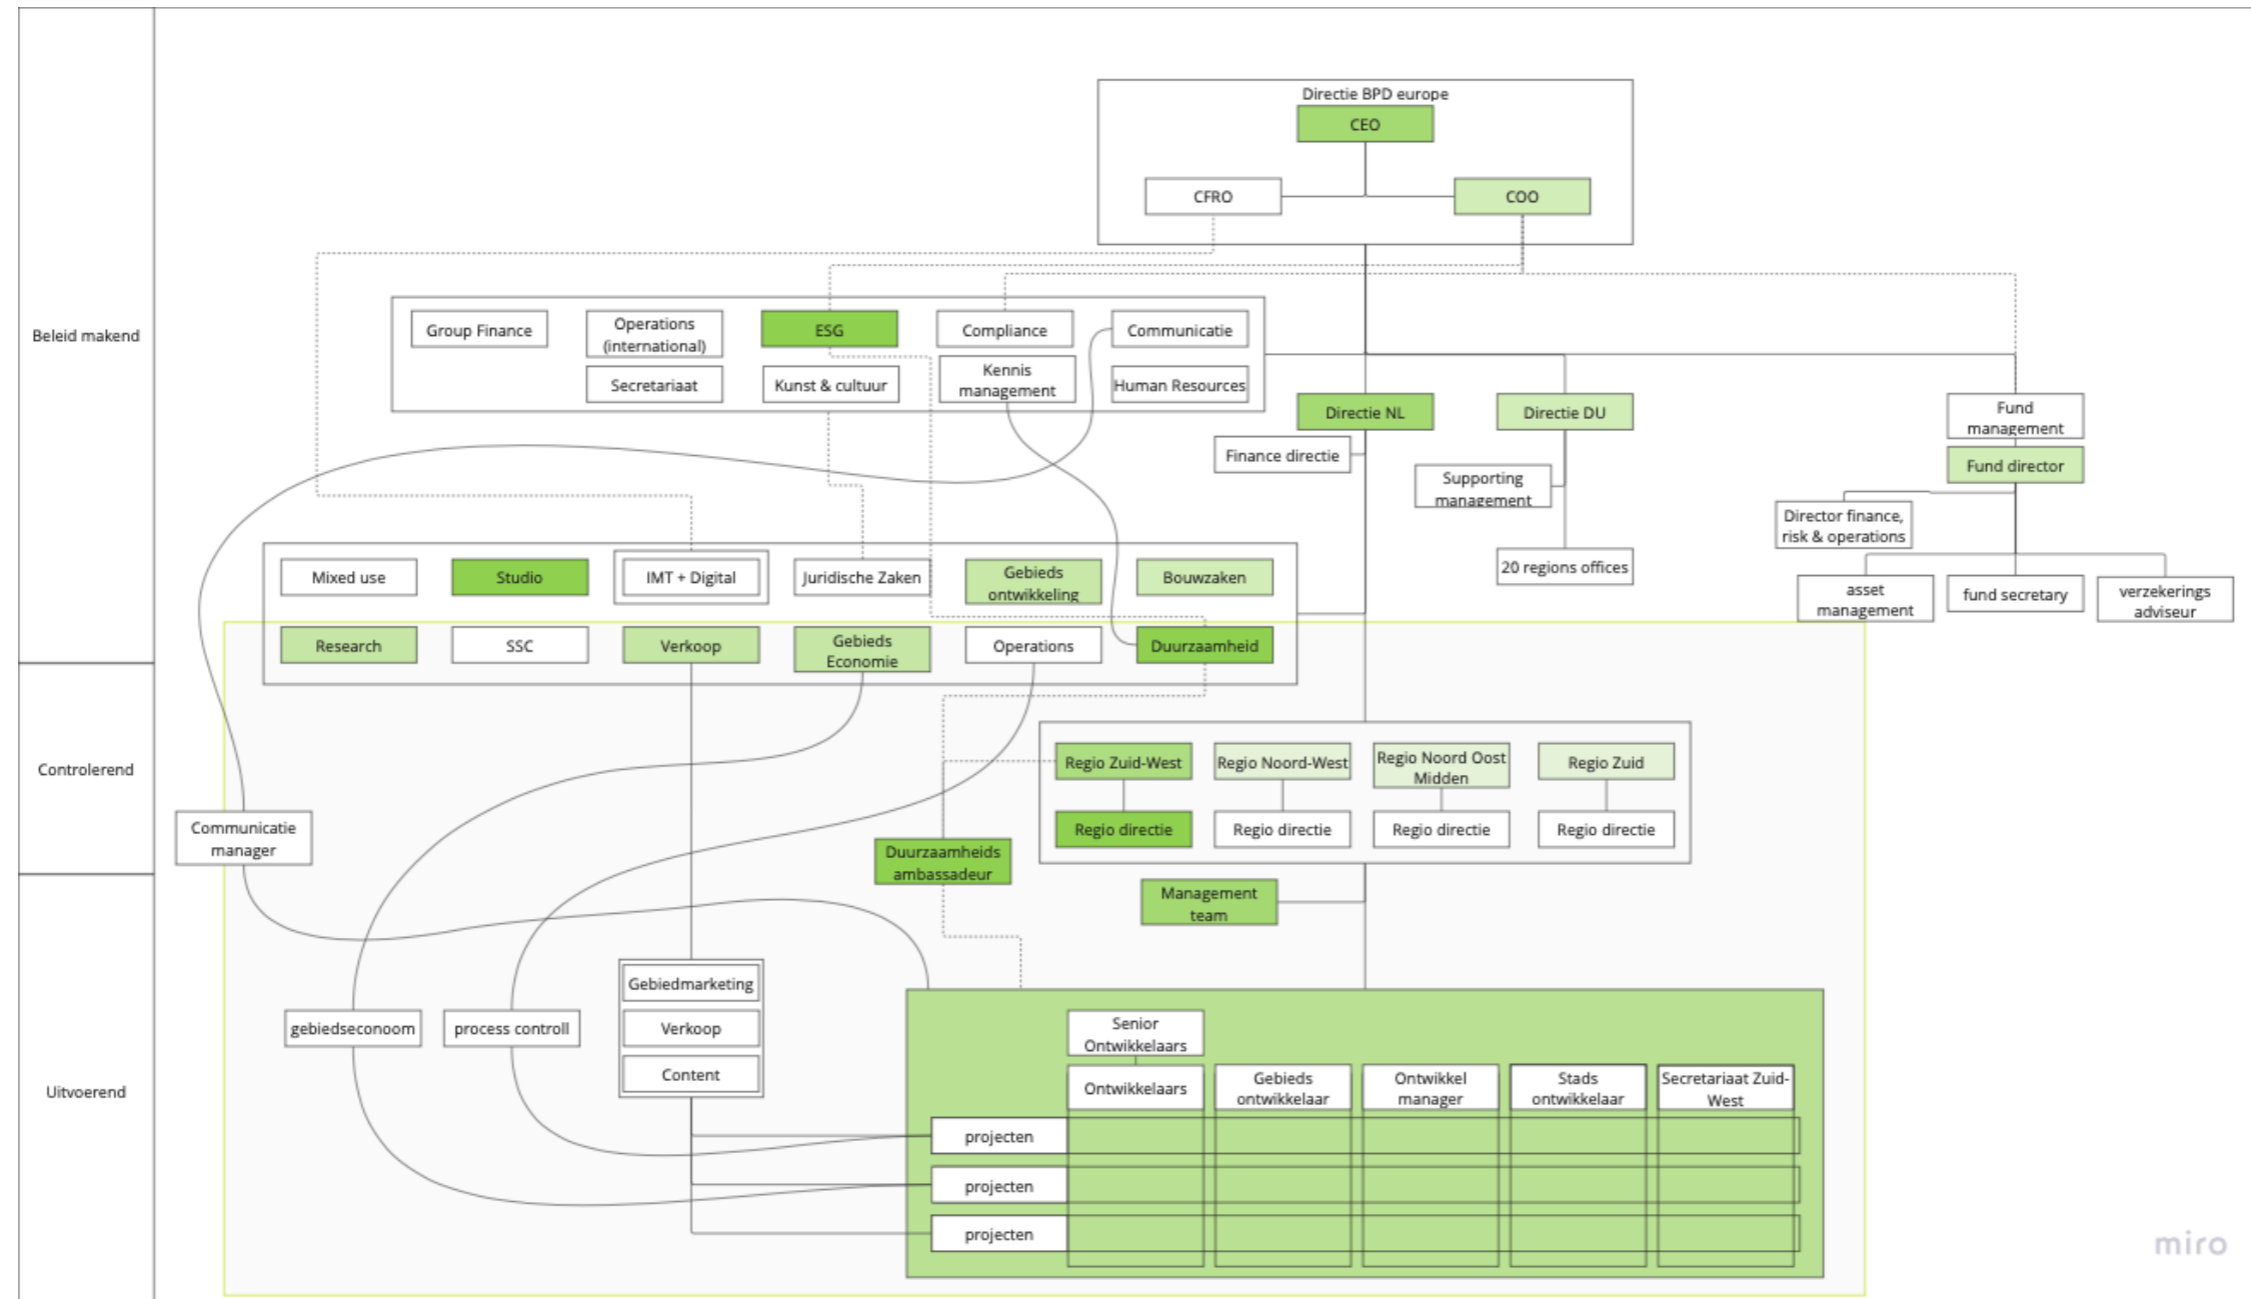 Directie BPD europe
CEO
CFRO
COO
Beleid makend
Group Finance
Operations
(international)
ESG
Compliance
Communicatie
Secretariaat
Kunst & cultuur
Kennis
management
Human Resources
Directie NL
Directie DU
Fund
management
Finance directie
Fund director
Supporting
management
Director finance,
risk & operations
20 regions offices
asset
management
fund secretary
verzekerings
adviseur
Mixed use
Studio
IMT + Digital
Juridische Zaken
Gebieds
ontwikkeling
Bouwzaken
Research
SSC
Verkoop
Gebieds
Economie
Operations
Duurzaamheid
Controlerend
Regio Zuid-West
Regio Noord-West
Regio Noord Oost
Midden
Regio Zuid
Regio directie
Regio directie
Regio directie
Regio directie
Communicatie
manager
Duurzaamheids
ambassadeur
Management
team
Uitvoerend
Gebiedmarketing
gebiedseconoom
process controll
Verkoop
Content
Senior
Ontwikkelaars
Ontwikkelaars
Gebieds
ontwikkelaar
Ontwikkel
manager
Stads
ontwikkelaar
Secretariaat Zuid-
West
projecten
projecten
projecten
miro